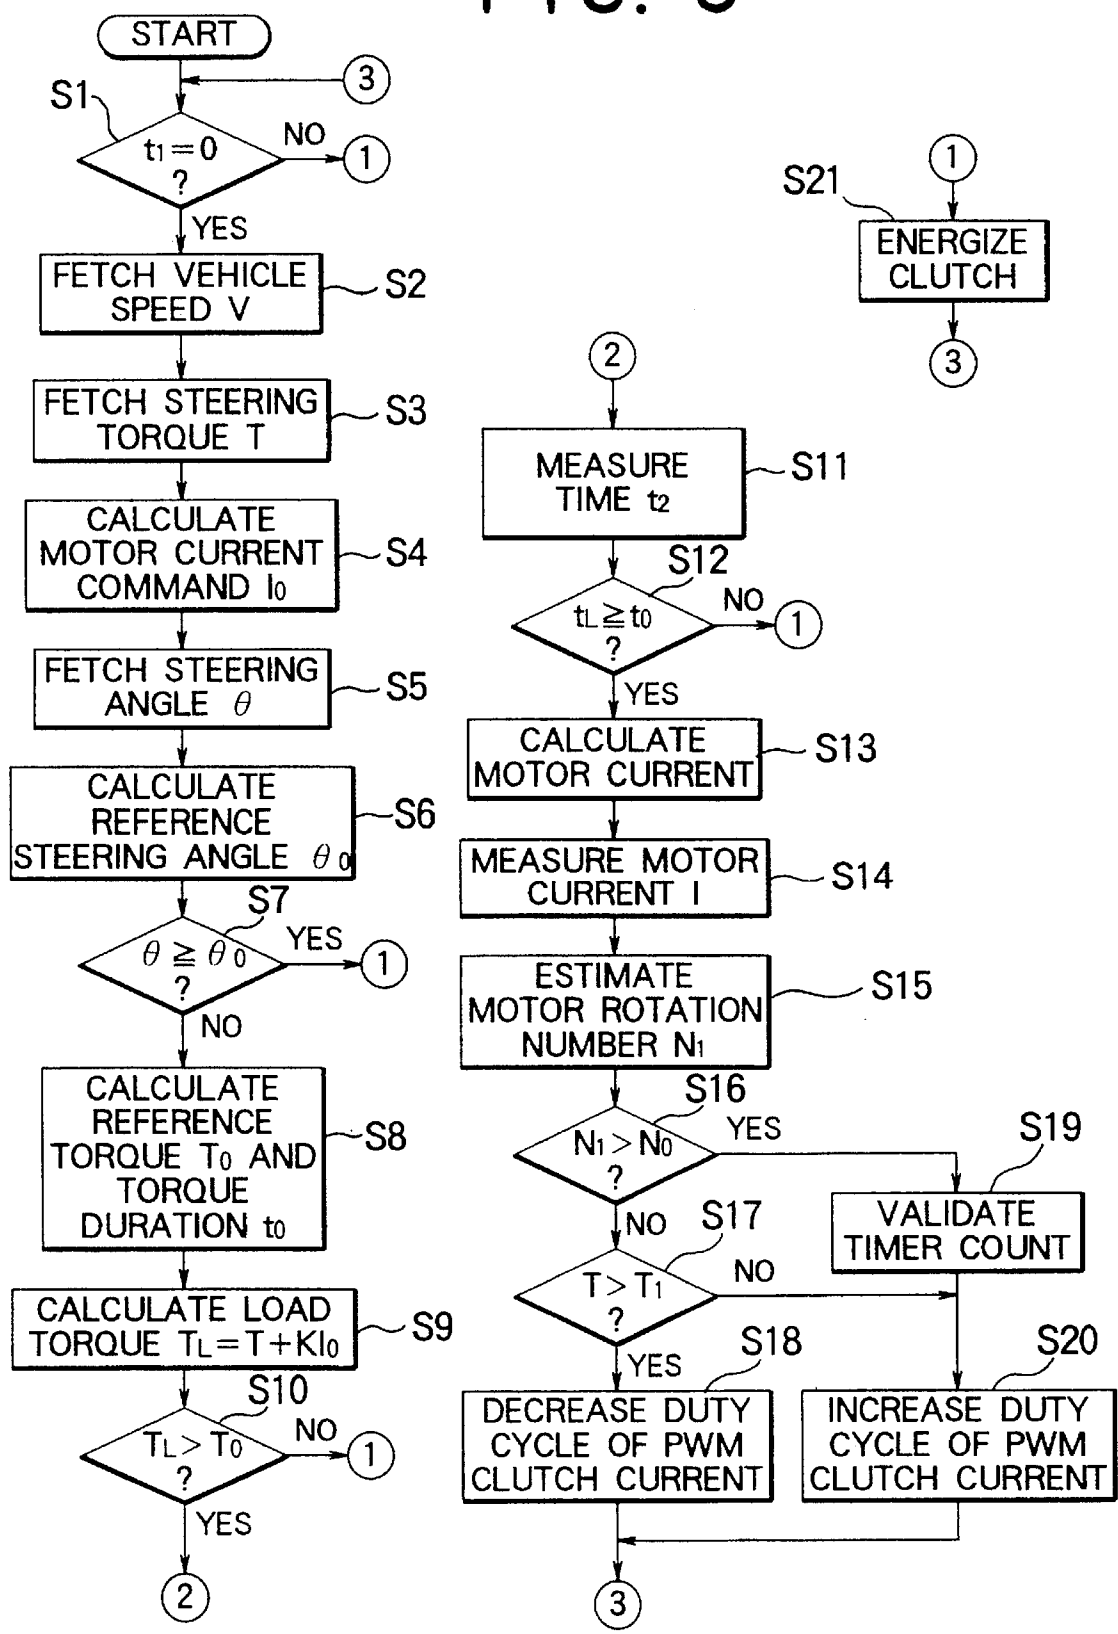 START
3
S1
t1=0
?
NO
1
YES
FETCH VEHICLE
SPEED V
S2
FETCH STEERING
TORQUE T
S3
CALCULATE
MOTOR CURRENT
COMMAND I0
S4
FETCH STEERING
ANGLE θ
S5
CALCULATE
REFERENCE
STEERING ANGLE θ0
S6
S7
θ ≧ θ0
?
YES
1
NO
CALCULATE
REFERENCE
TORQUE T0 AND
TORQUE
DURATION t0
S8
CALCULATE LOAD
TORQUE TL=T+KI0
S9
S10
TL>T0
?
NO
1
YES
2
2
MEASURE
TIME t2
S11
S12
tL≧t0
?
NO
1
YES
CALCULATE
MOTOR CURRENT
S13
MEASURE MOTOR
CURRENT I
S14
ESTIMATE
MOTOR ROTATION
NUMBER N1
S15
S16
N1>N0
?
YES
NO
S17
T>T1
?
NO
YES
S18
DECREASE DUTY
CYCLE OF PWM
CLUTCH CURRENT
S19
VALIDATE
TIMER COUNT
S20
INCREASE DUTY
CYCLE OF PWM
CLUTCH CURRENT
3
1
S21
ENERGIZE
CLUTCH
3